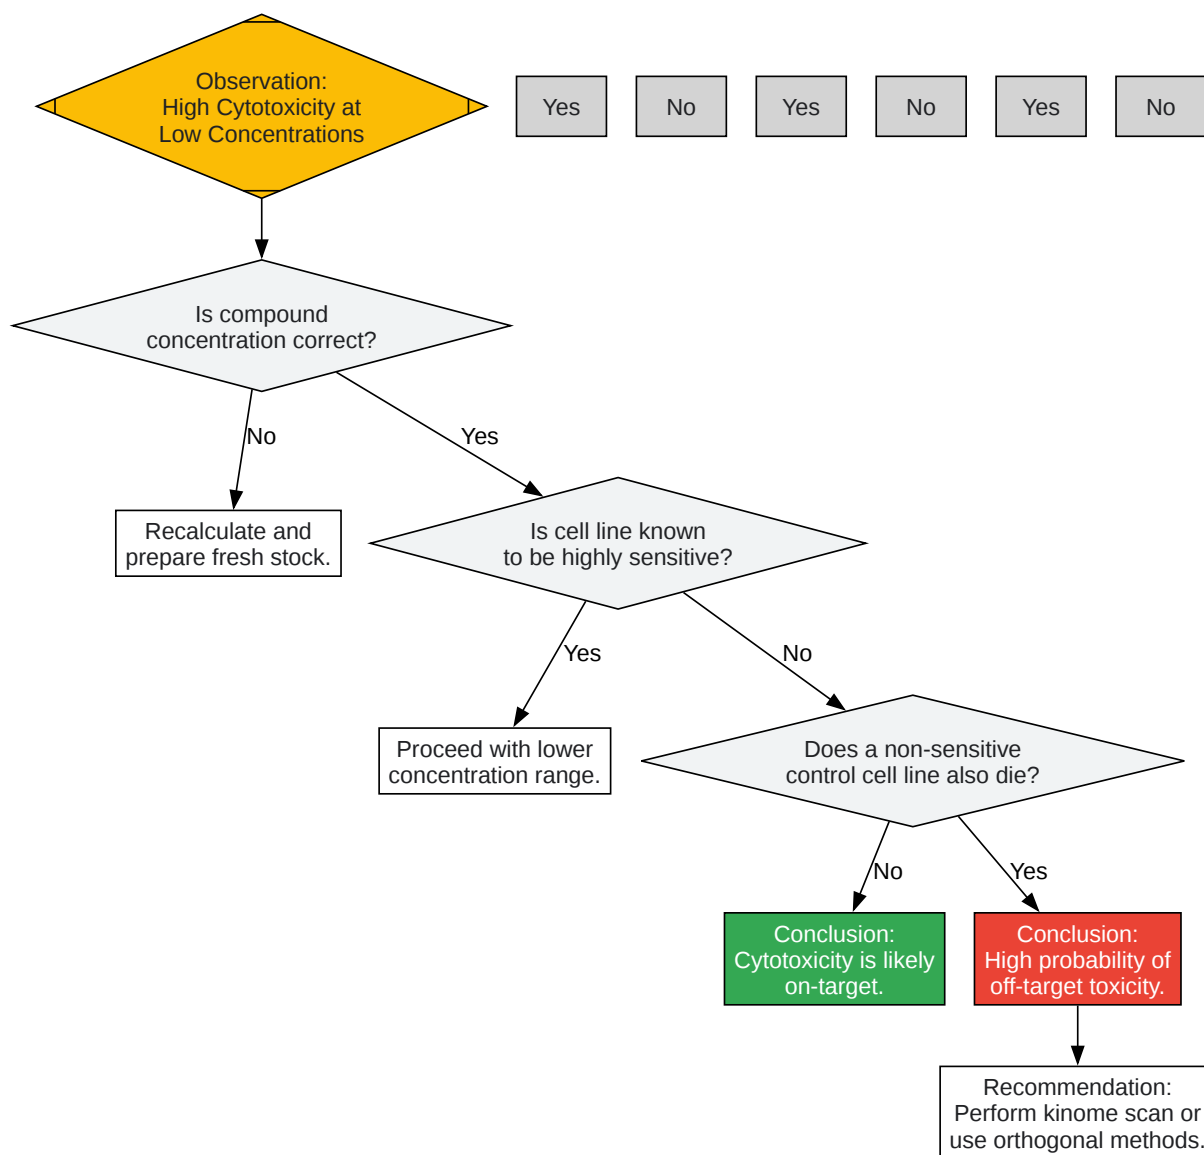 Observation:
High Cytotoxicity at
Low Concentrations
Yes
No
Yes
No
Yes
No
Is compound
concentration correct?
No
Yes
Recalculate and
prepare fresh stock.
Is cell line known
to be highly sensitive?
Yes
No
Proceed with lower
concentration range.
Does a non-sensitive
control cell line also die?
No
Yes
Conclusion:
Cytotoxicity is likely
on-target.
Conclusion:
High probability of
off-target toxicity.
Recommendation:
Perform kinome scan or
use orthogonal methods.